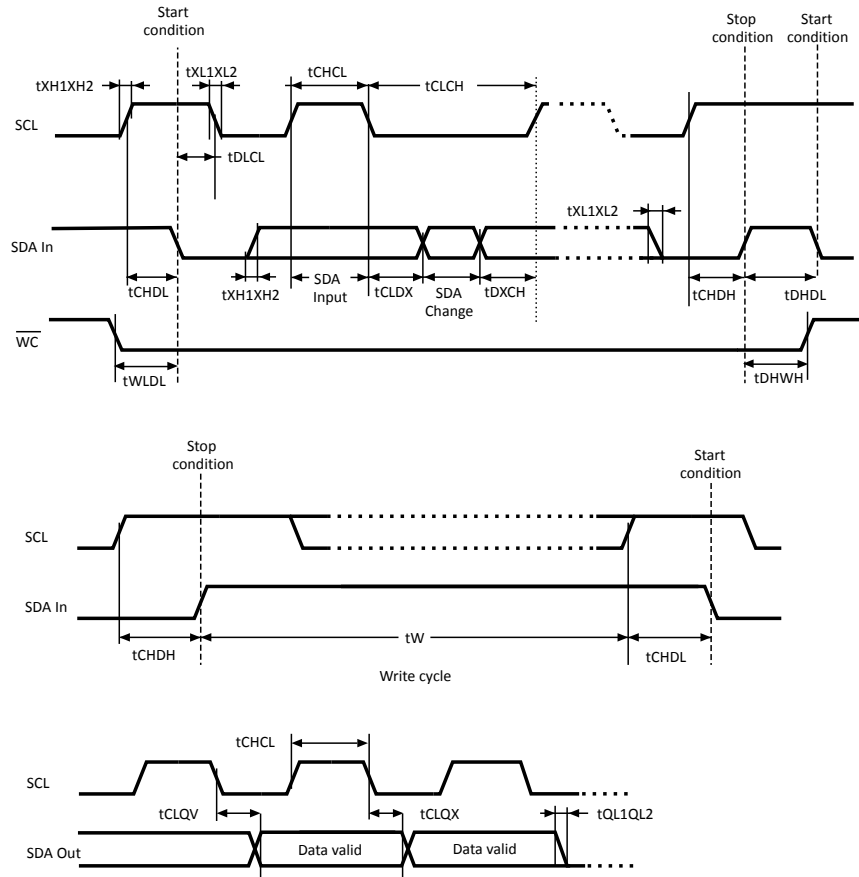 Start
condition
Stop
condition
Start
condition
tXH1XH2
tXL1XL2
tCHCL
tCLCH
SCL
tDLCL
tXL1XL2
SDA In
tCHDL
tXH1XH2
SDA
Input
tCLDX
SDA
Change
tDXCH
tCHDH
tDHDL
WC
tWLDL
tDHWH
Stop
condition
Start
condition
SCL
SDA In
tCHDH
tW
tCHDL
Write cycle
tCHCL
SCL
tCLQV
tCLQX
tQL1QL2
SDA Out
Data valid
Data valid